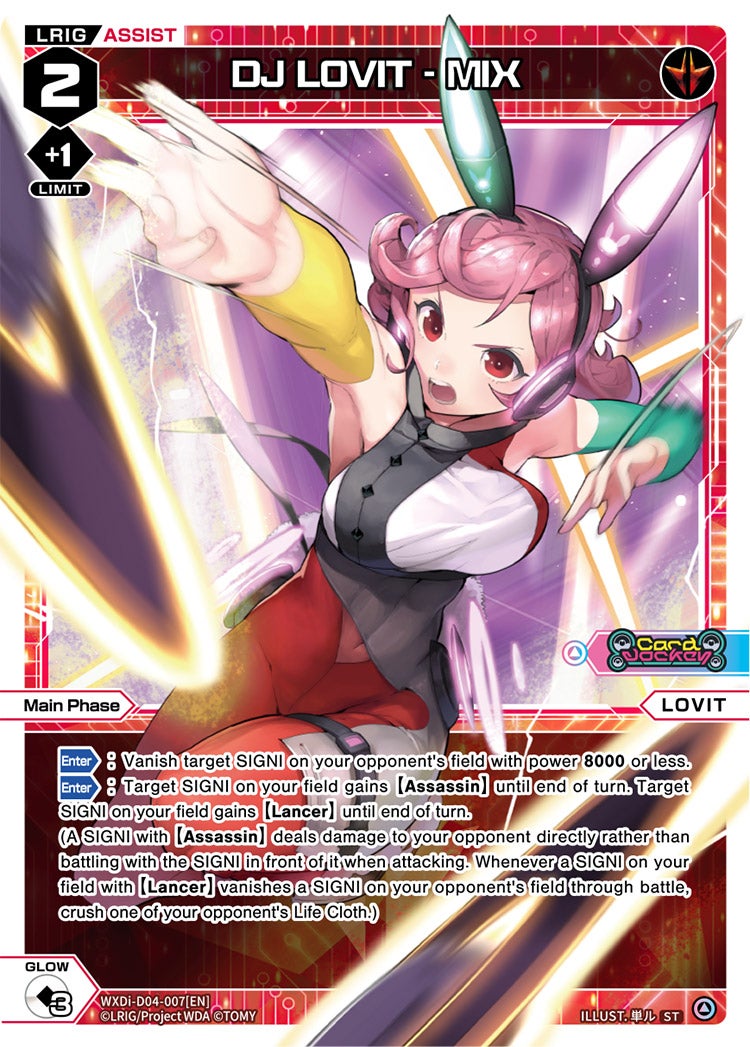 LRIG ASSIST
2
DJ LOVIT - MIX
+1
LIMIT
Card
Jockey
Main Phase
LOVIT
Enter : Vanish target SIGNI on your opponent's field with power 8000 or less.
Enter : Target SIGNI on your field gains 【Assassin】 until end of turn. Target
SIGNI on your field gains 【Lancer】 until end of turn.
(A SIGNI with 【Assassin】 deals damage to your opponent directly rather than
battling with the SIGNI in front of it when attacking. Whenever a SIGNI on your
field with 【Lancer】 vanishes a SIGNI on your opponent's field through battle,
crush one of your opponent's Life Cloth.)
GLOW
3
WXDi-D04-007[EN]
©LRIG/Project WDA ©TOMY
ILLUST. 単ル ST